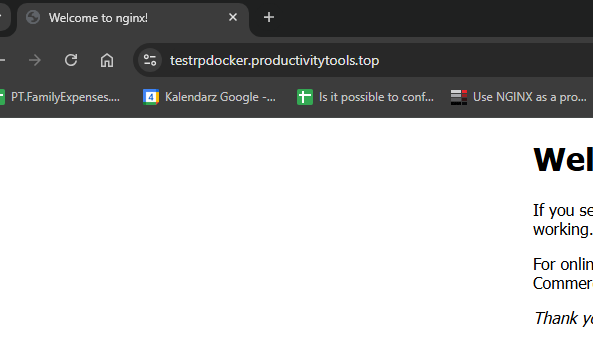 Welcome to nginx!
testrpdocker.productivitytools.top
PT.FamilyExpenses....
4
Kalendarz Google -...
Is it possible to conf...
Use NGINX as a pro...
Wel
If you se
working.
For onlin
Commer
Thank yo